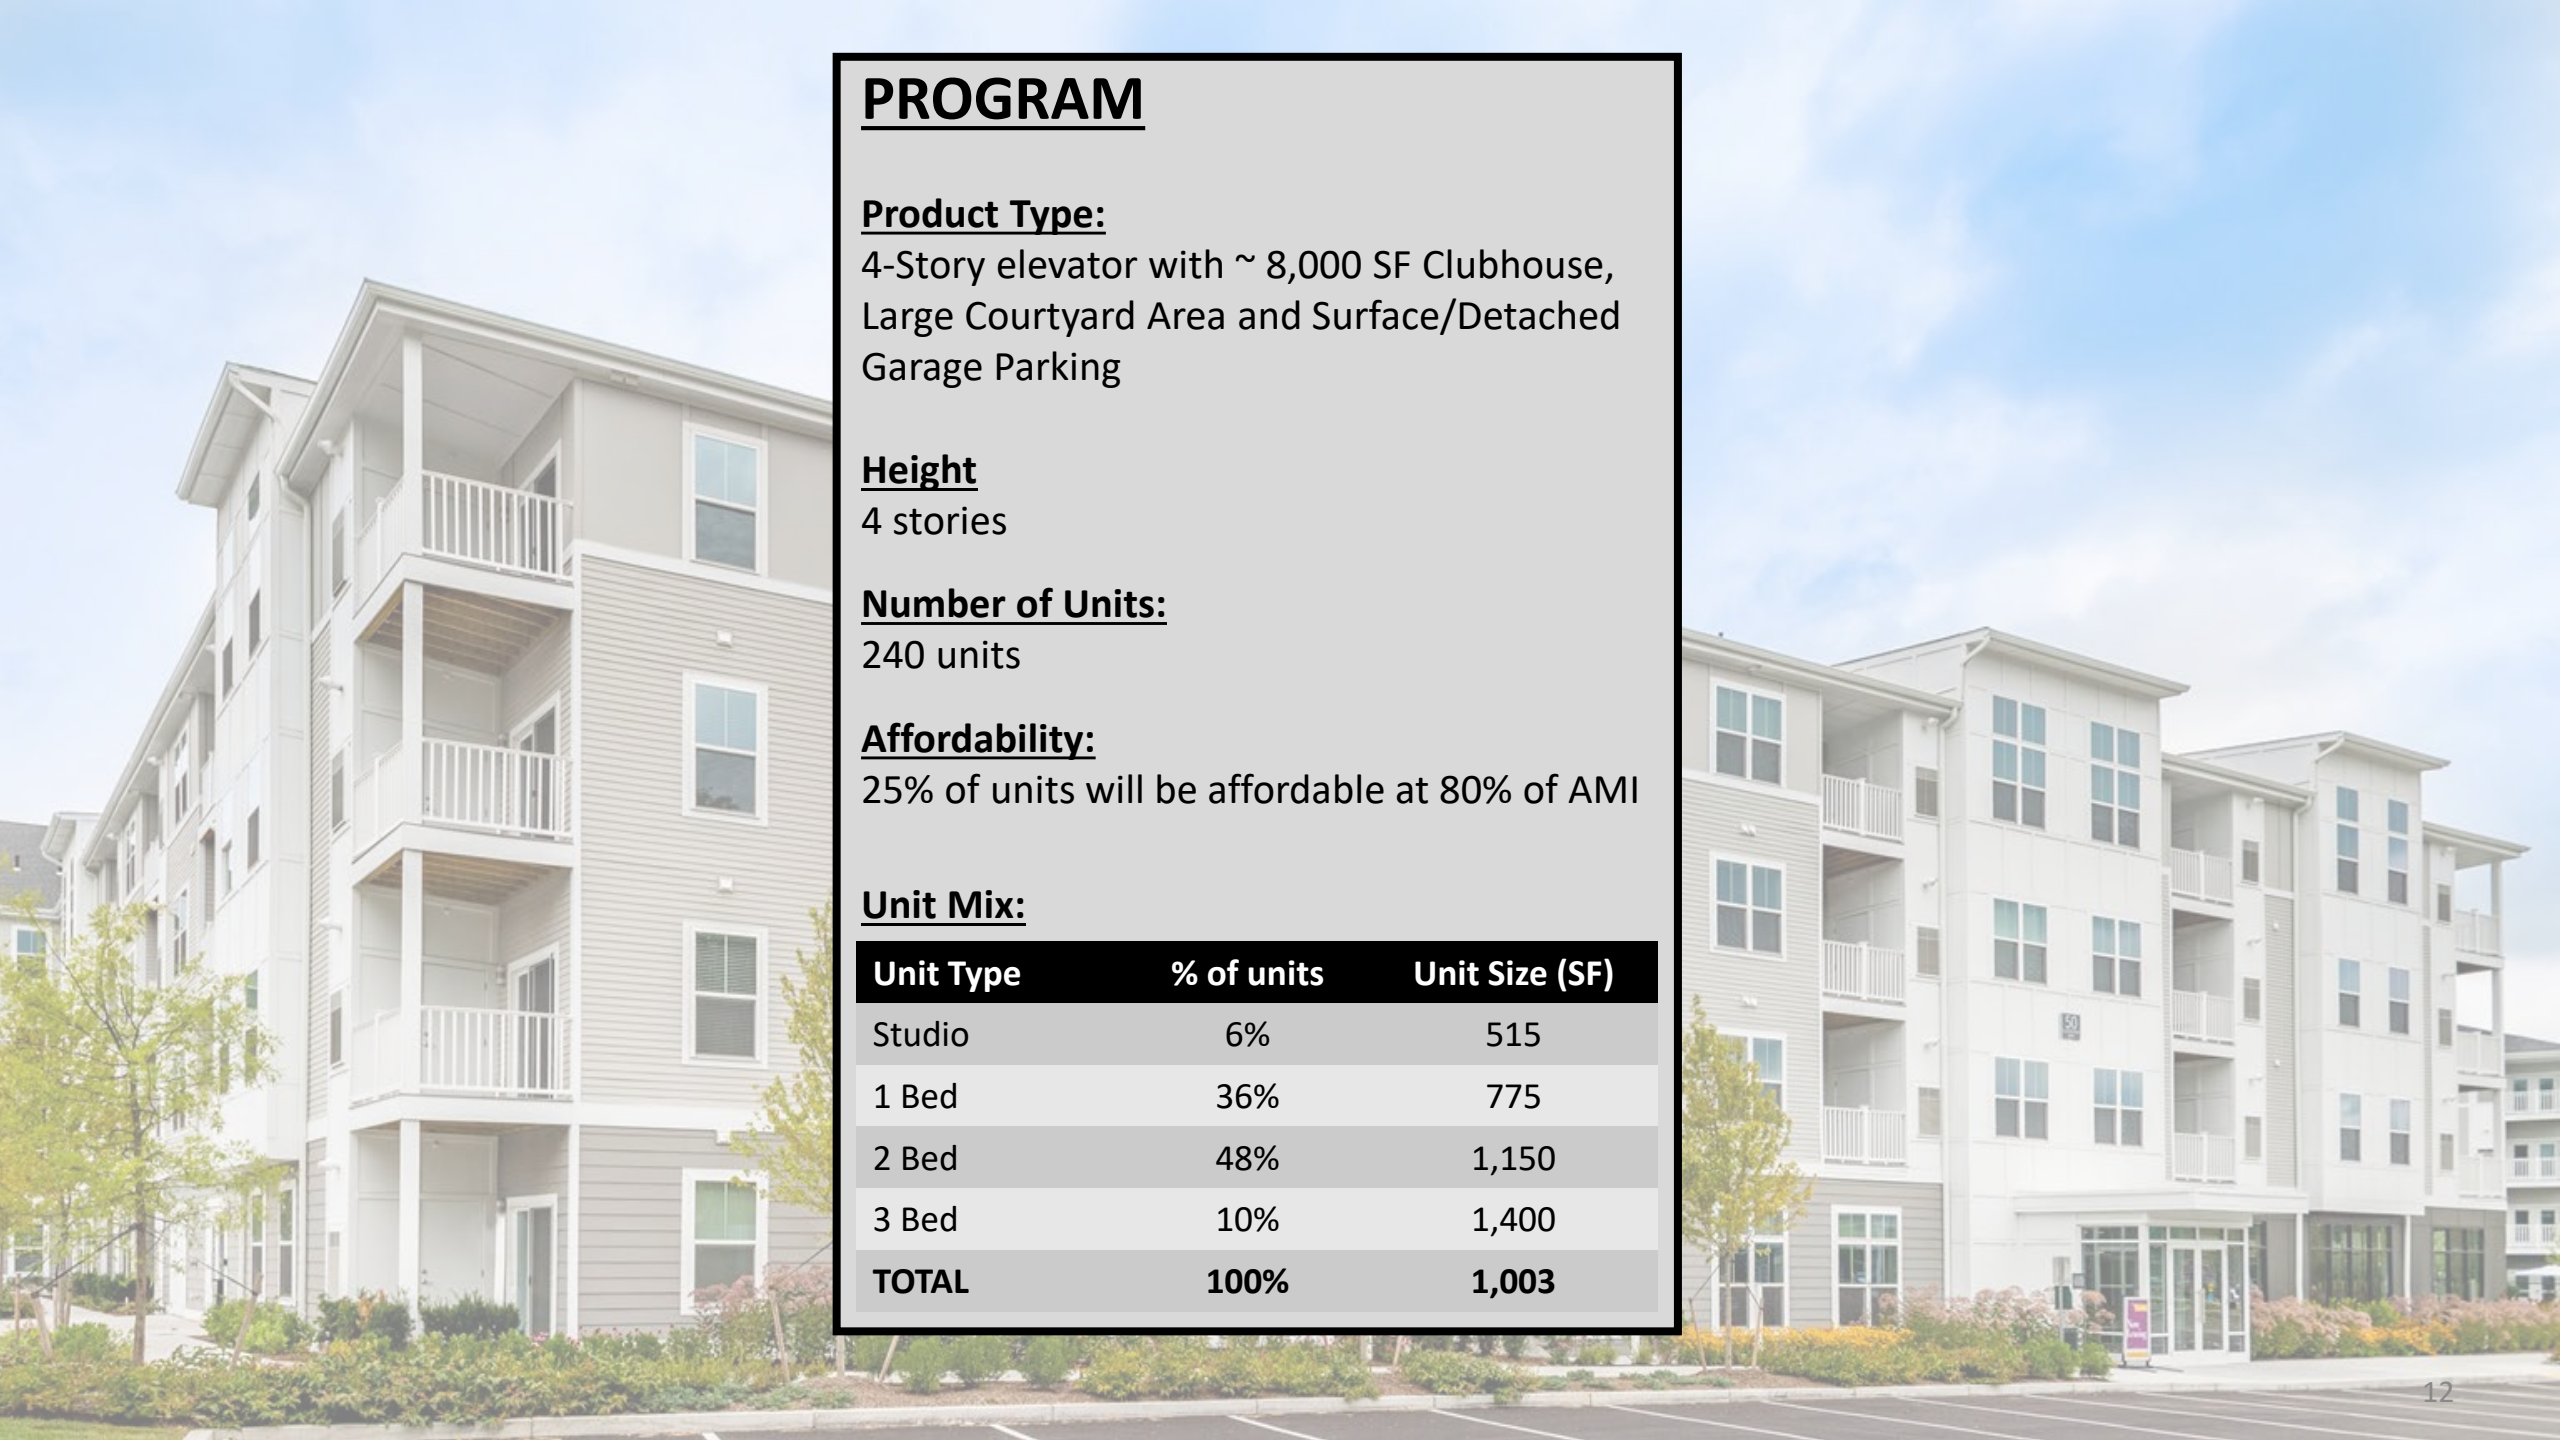 PROGRAM
Product Type:
4-Story elevator with ~ 8,000 SF Clubhouse,
Large Courtyard Area and Surface/Detached
Garage Parking
Height
4 stories
Number of Units:
240 units
Affordability:
25% of units will be affordable at 80% of AMI
Unit Mix:
Unit Type % of units Unit Size (SF)
Studio 6% 515
1 Bed 36% 775
2 Bed 48% 1,150
3 Bed 10% 1,400
TOTAL 100% 1,003
50
12